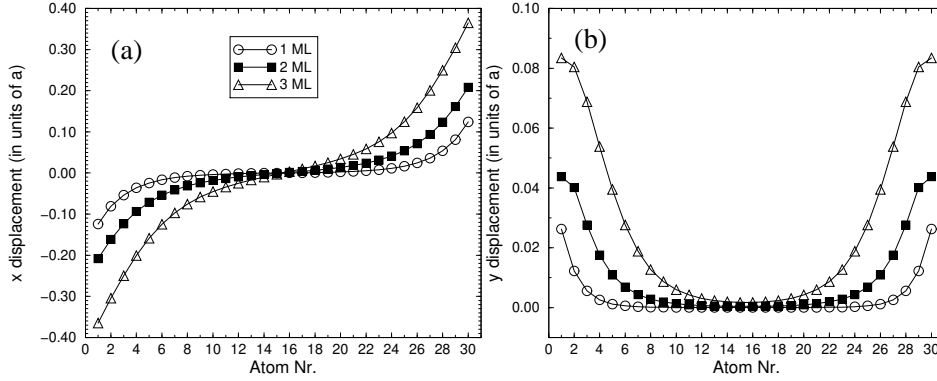 (a)
1 ML
2 ML
3 ML
x displacement (in units of a)
0.40
0.30
0.20
0.10
0.00
−0.10
−0.20
−0.30
−0.40
0 2 4 6 8 10 12 14 16 18 20 22 24 26 28 30
Atom Nr.
(b)
y displacement (in units of a)
0.10
0.08
0.06
0.04
0.02
0.00
0 2 4 6 8 10 12 14 16 18 20 22 24 26 28 30
Atom Nr.